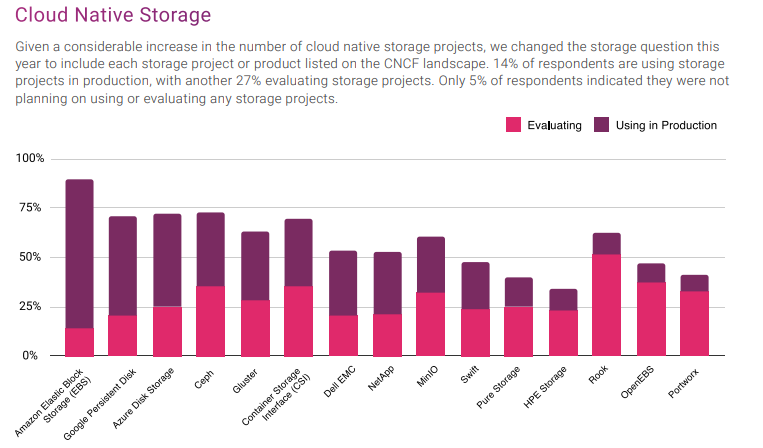 Cloud Native Storage
Given a considerable increase in the number of cloud native storage projects, we changed the storage question this
year to include each storage project or product listed on the CNCF landscape. 14% of respondents are using storage
projects in production, with another 27% evaluating storage projects. Only 5% of respondents indicated they were not
planning on using or evaluating any storage projects.
Evaluating
Using in Production
100%
75%
50%
25%
0%
Amazon Elastic Block
Storage (EBS)
Google Persistent Disk
Azure Disk Storage
Ceph
Gluster
Container Storage
Interface (CSI)
Dell EMC
NetApp
MinIO
Swift
Pure Storage
HPE Storage
Rook
OpenEBS
Portworx